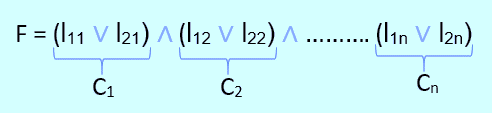 F = (l₁₁ ∨ l₂₁) ∧ (l₁₂ ∨ l₂₂) ∧ ………. (l₁ₙ ∨ l₂ₙ)
C₁ C₂ Cₙ